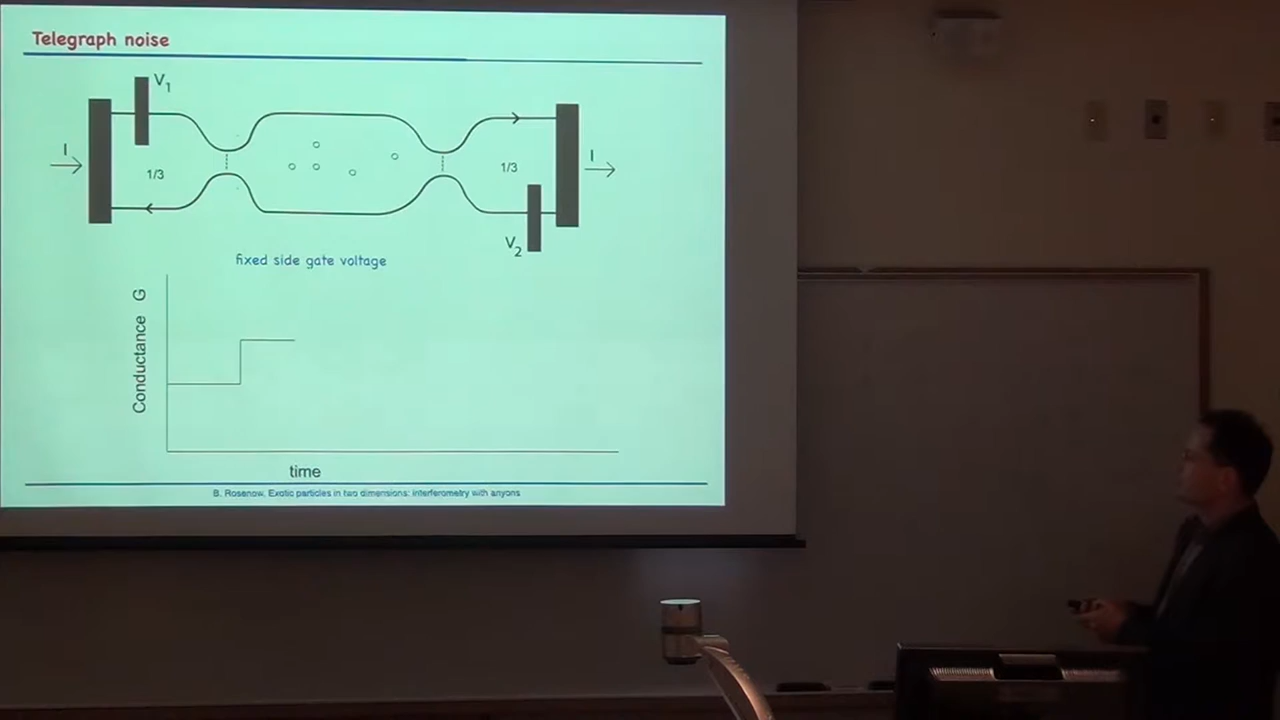 Telegraph noise
V1
I
1/3
1/3
I
V2
fixed side gate voltage
Conductance G
time
B. Rosenow, Exotic particles in two dimensions: interferometry with anyons